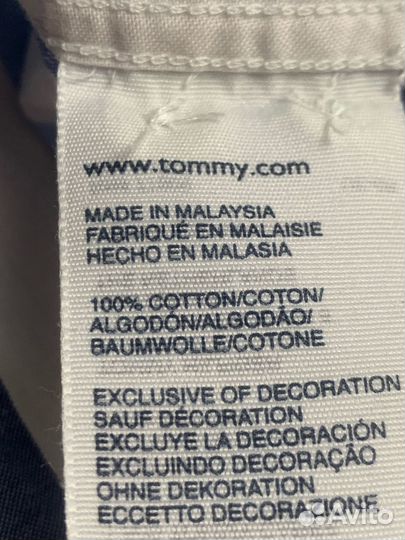 www.tommy.com
MADE IN MALAYSIA
FABRIQUÉ EN MALAISIE
HECHO EN MALASIA
100% COTTON/COTON/
ALGODÓN/ALGODÃO/
BAUMWOLLE/COTONE
EXCLUSIVE OF DECORATION
SAUF DÉCORATION
EXCLUYE LA DECORACIÓN
EXCLUINDO DECORAÇÃO
OHNE DEKORATION
ECCETTO DECORAZIONE
Avito